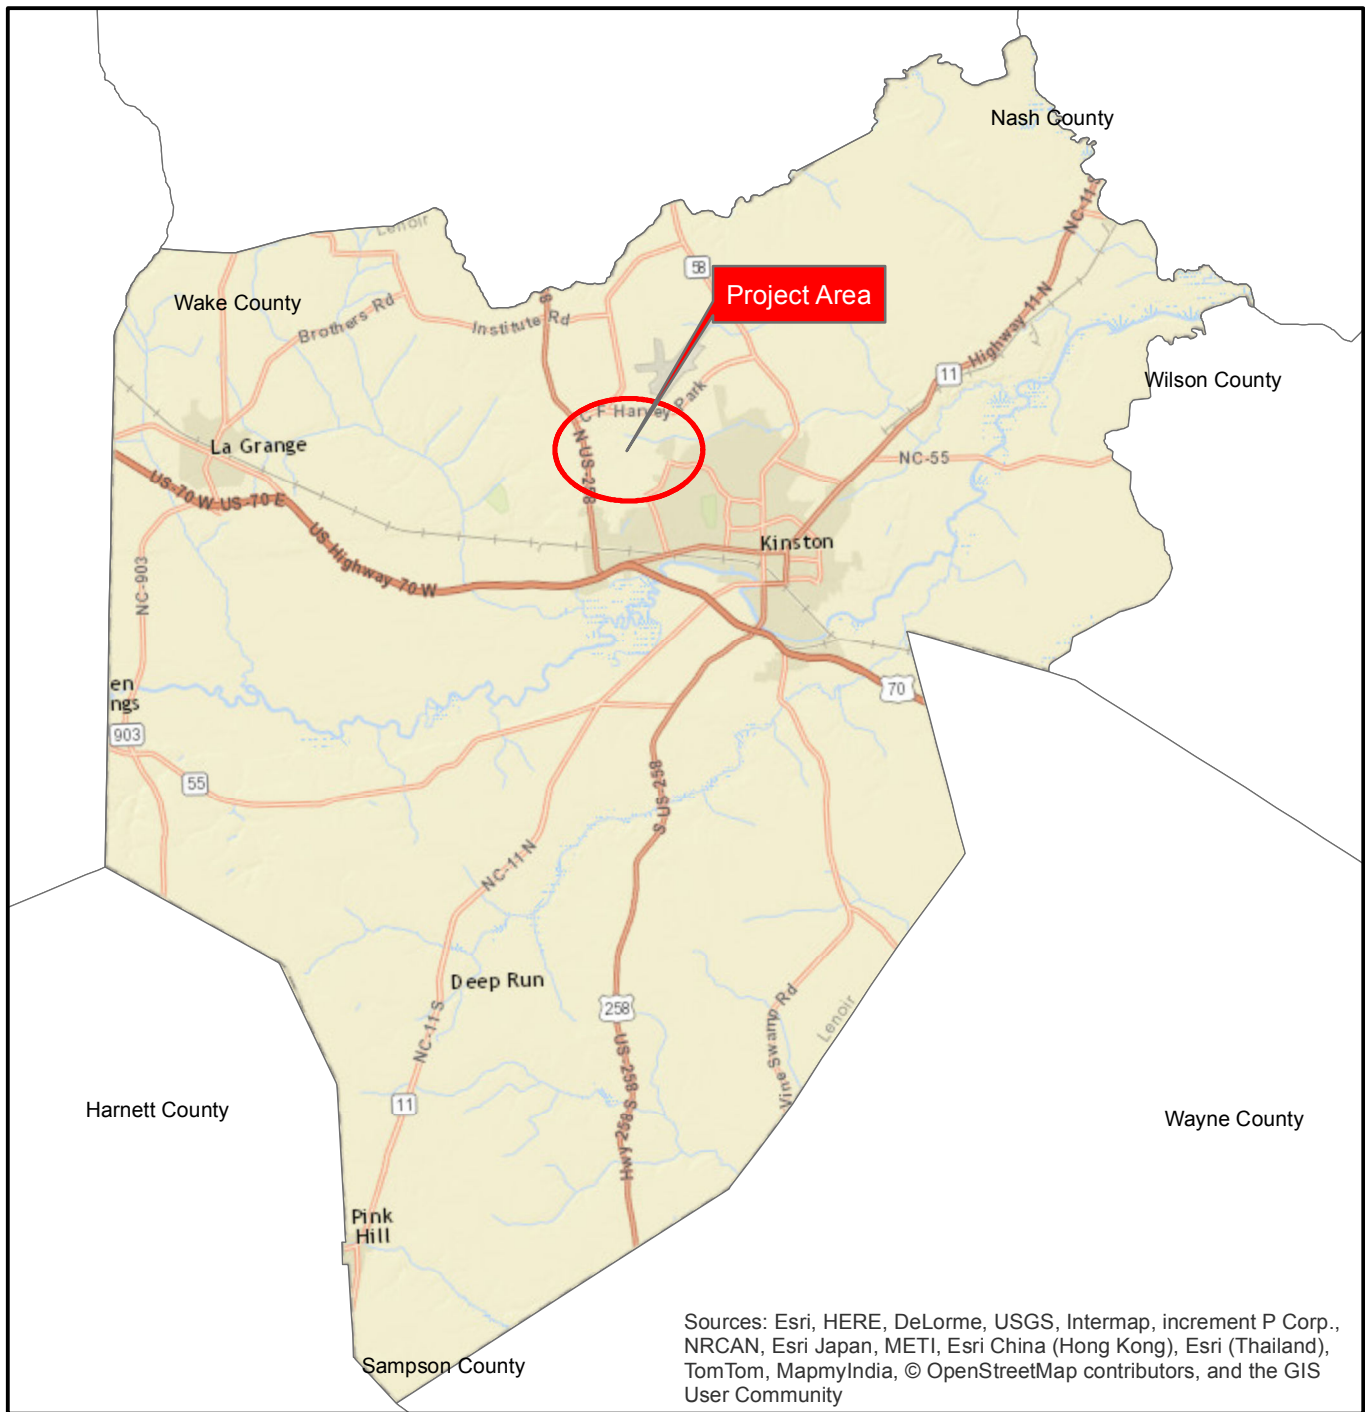 Nash County
NC-11 S
Lenoir
58
Project Area
Wake County
Brothers Rd
Institute Rd
Highway 11 N
11
Wilson County
C F Harvey Park
N US-258
La Grange
NC-55
US-70 W US-70 E
US Highway 70 W
Kinston
NC-903
en
ngs
70
903
55
S US-258
NC-11 N
Deep Run
258
Vine Swamp Rd
Lenoir
NC-11 S
US-258 S
Hwy 258 S
11
Harnett County
Wayne County
Pink
Hill
Sampson County
Sources: Esri, HERE, DeLorme, USGS, Intermap, increment P Corp.,
NRCAN, Esri Japan, METI, Esri China (Hong Kong), Esri (Thailand),
TomTom, MapmyIndia, © OpenStreetMap contributors, and the GIS
User Community